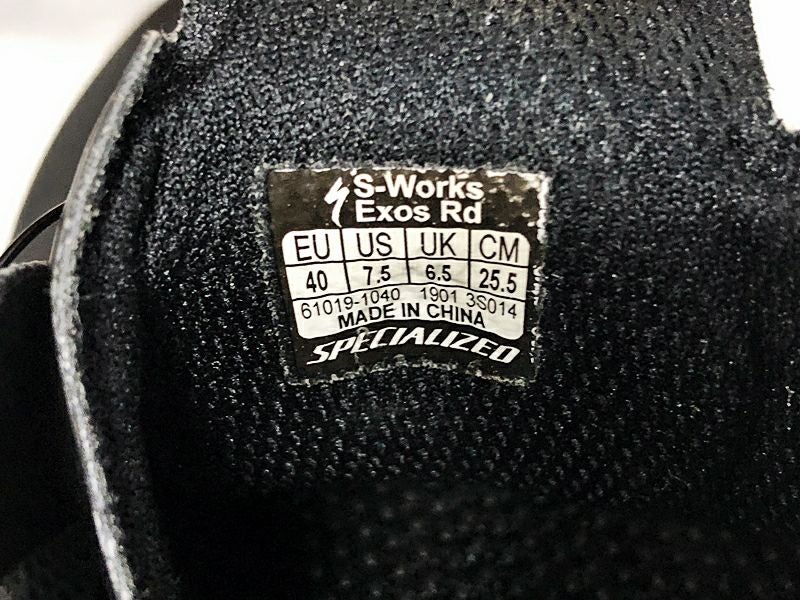 S-Works
Exos Rd
EU US UK CM
40 7.5 6.5 25.5
61019-1040 1901 3S014
MADE IN CHINA
SPECIALIZED